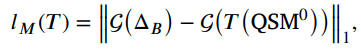 l_M(T) = ‖𝒢(Δ_B) − 𝒢(T(QSM⁰))‖₁,